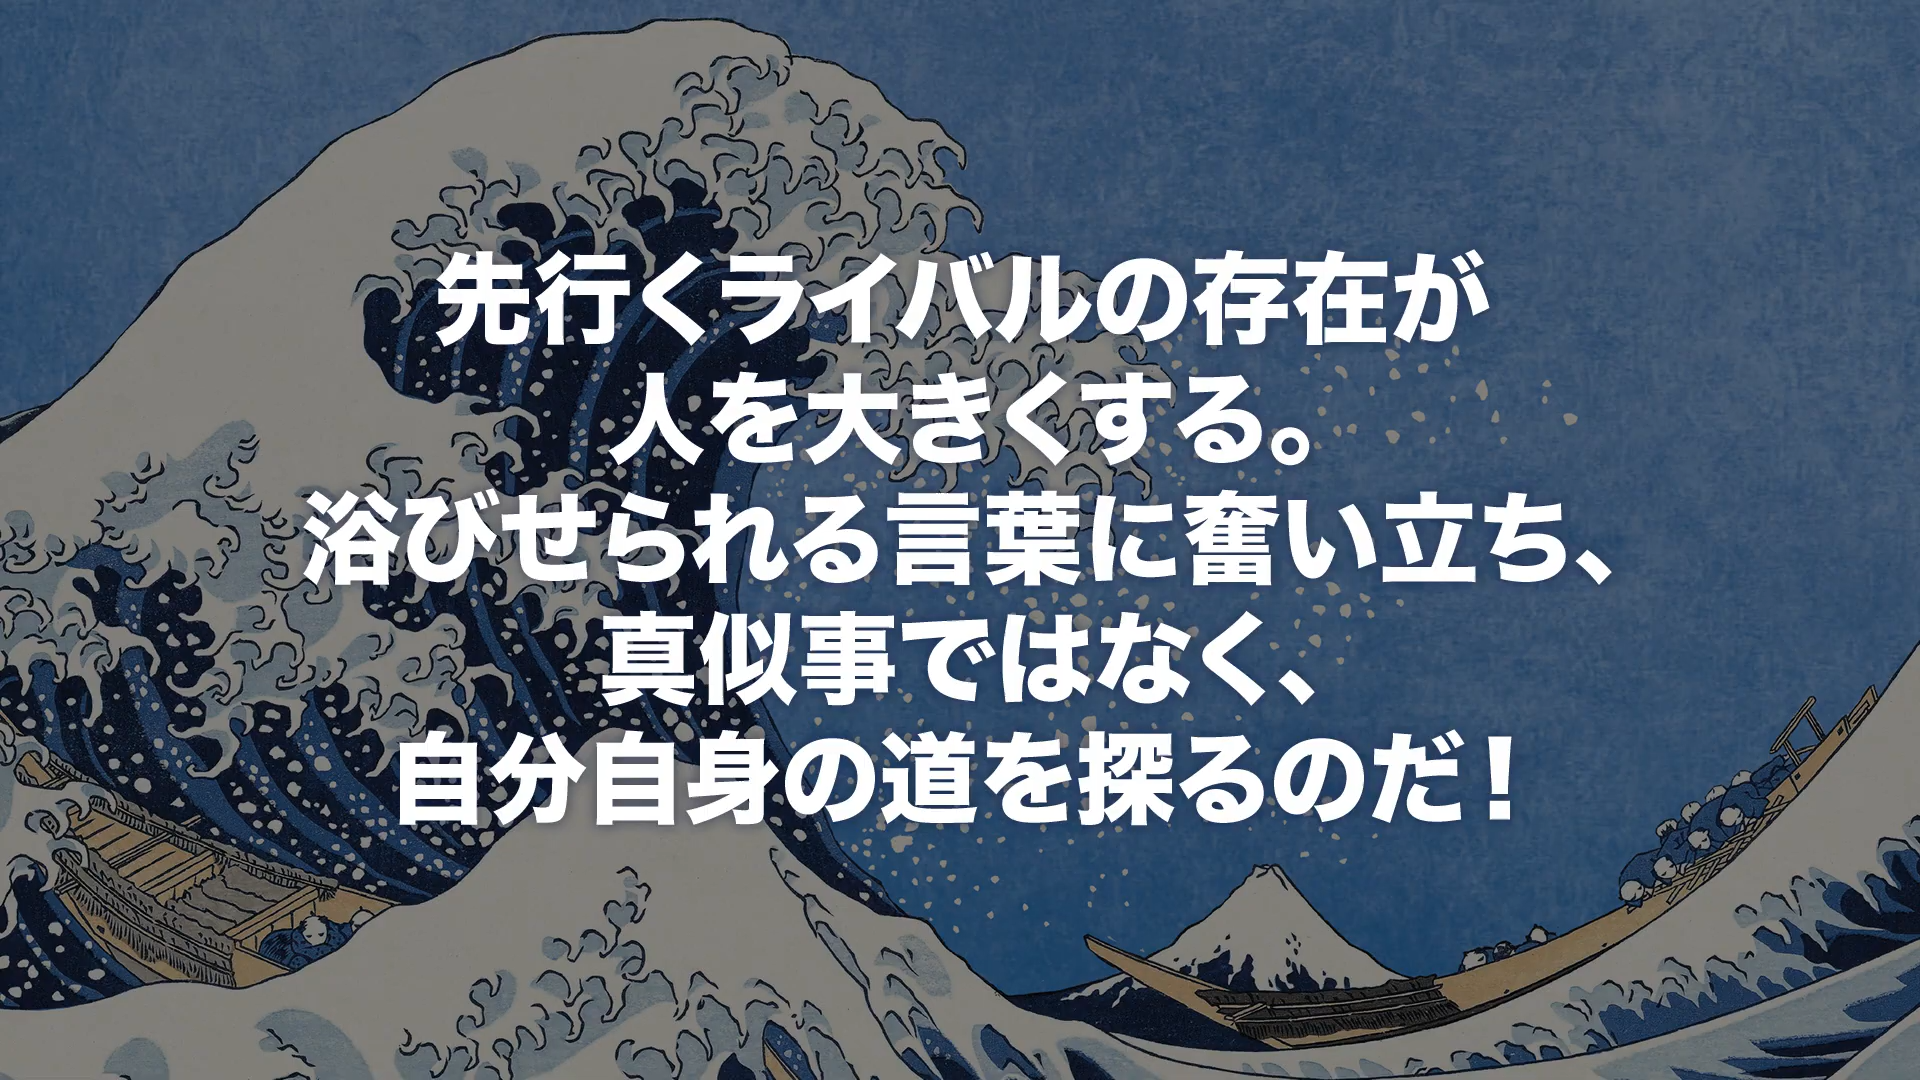 先行くライバルの存在が
人を大きくする。
浴びせられる言葉に奮い立ち、
真似事ではなく、
自分自身の道を探るのだ！